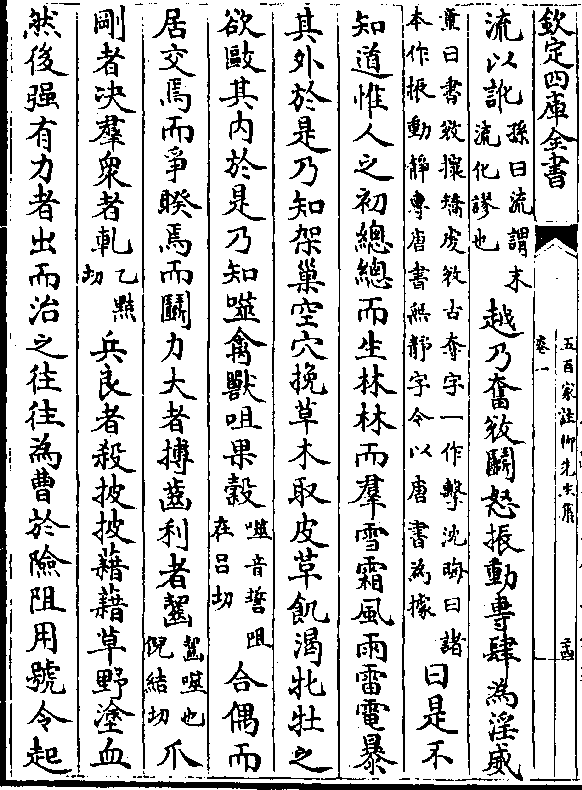 欽定四庫全書
五百家註柳先生集
卷一
流以訛孫曰流謂末流化謬也越乃奮敓鬭怒振動專肆為淫威
童曰書敓攘矯虔敓古奪字一作擊沈晦曰諸本作振動靜專唐書無靜字今以唐書為據曰是不
知道惟人之初總總而生林林而羣雪霜風雨雷電暴
其外於是乃知架巢空穴挽草木取皮革飢渴牝牡之
欲敺其内於是乃知噬禽獸咀果榖噬音誓咀在吕切合偶而
居交焉而爭睽焉而鬭力大者搏齒利者齧齧噬也倪結切爪
剛者決羣衆者軋乙黠切兵良者殺披披藉藉草野塗血
然後强有力者出而治之往往為曹於險阻用號令起